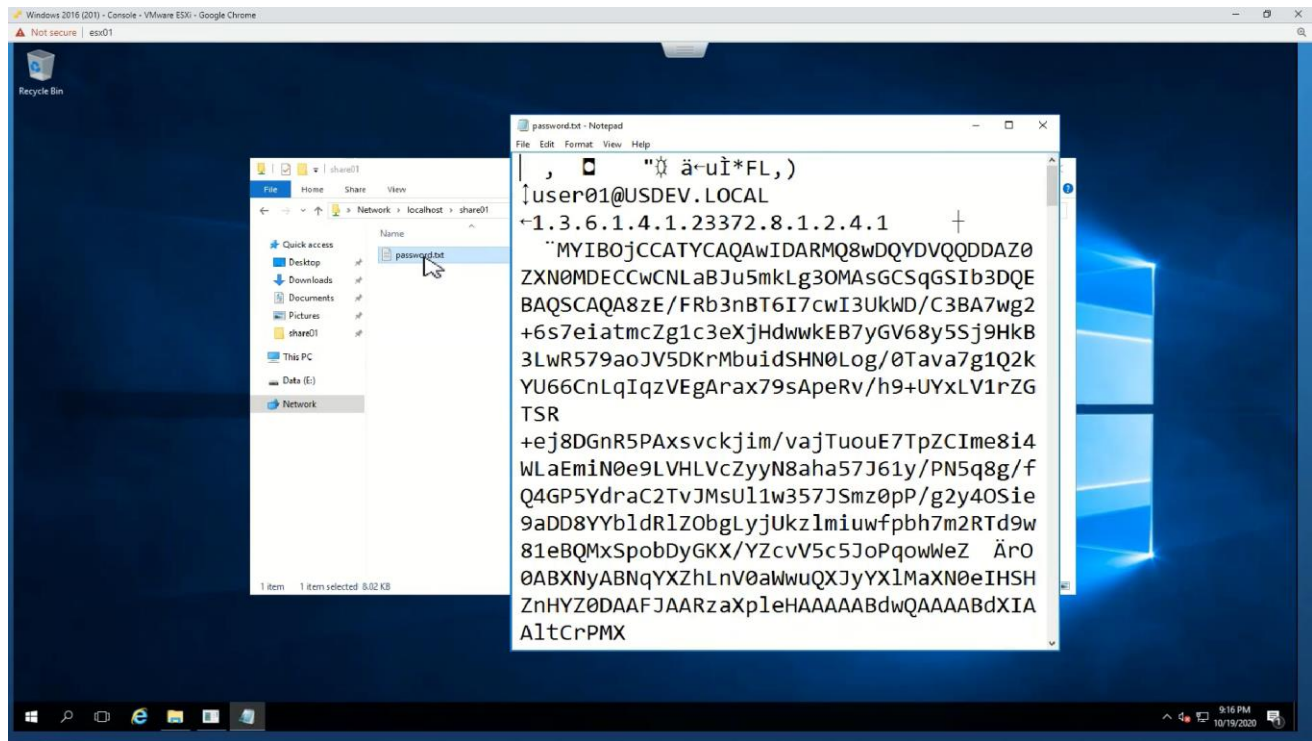 Windows 2016 (201) - Console - VMware ESXi - Google Chrome
Not secure | esx01
Recycle Bin
share01
File Home Share View
Network › localhost › share01
Name
Quick access
Desktop
Downloads
Documents
Pictures
share01
This PC
Data (E:)
Network
password.txt
1 item 1 item selected 8.02 KB
password.txt - Notepad
File Edit Format View Help
, ◘ "☼ ä←uÌ*FL,)
↕user01@USDEV.LOCAL
←1.3.6.1.4.1.23372.8.1.2.4.1 ┼
¨MYIBOjCCATYCAQAwIDARMQ8wDQYDVQQDDAZ0
ZXN0MDECCwCNLaBJu5mkLg3OMAsGCSqGSIb3DQE
BAQSCAQA8zE/FRb3nBT6I7cwI3UkWD/C3BA7wg2
+6s7eiatmcZg1c3eXjHdwwkEB7yGV68y5Sj9HkB
3LwR579aoJV5DKrMbuidSHN0Log/0Tava7g1Q2k
YU66CnLqIqzVEgArax79sApeRv/h9+UYxLV1rZG
TSR
+ej8DGnR5PAxsvckjim/vajTuouE7TpZCIme8i4
WLaEmiN0e9LVHLVcZyyN8aha57J61y/PN5q8g/f
Q4GP5YdraC2TvJMsUl1w357JSmz0pP/g2y4OSie
9aDD8YYbldRlZObgLyjUkzlmiuwfpbh7m2RTd9w
81eBQMxSpobDyGKX/YZcvV5c5JoPqowWeZ ÄrO
0ABXNyABNqYXZhLnV0aWwuQXJyYXlMaXN0eIHSH
ZnHYZ0DAAFJAARzaXpleHAAAAABdwQAAAABdXIA
AltCrPMX
9:16 PM
10/19/2020